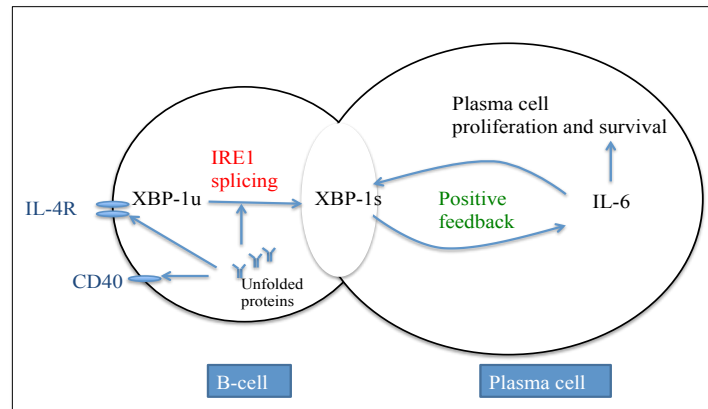 Plasma cell
proliferation and survival
IRE1
splicing
IL-4R
XBP-1u
XBP-1s
Positive
feedback
IL-6
CD40
Unfolded
proteins
B-cell
Plasma cell